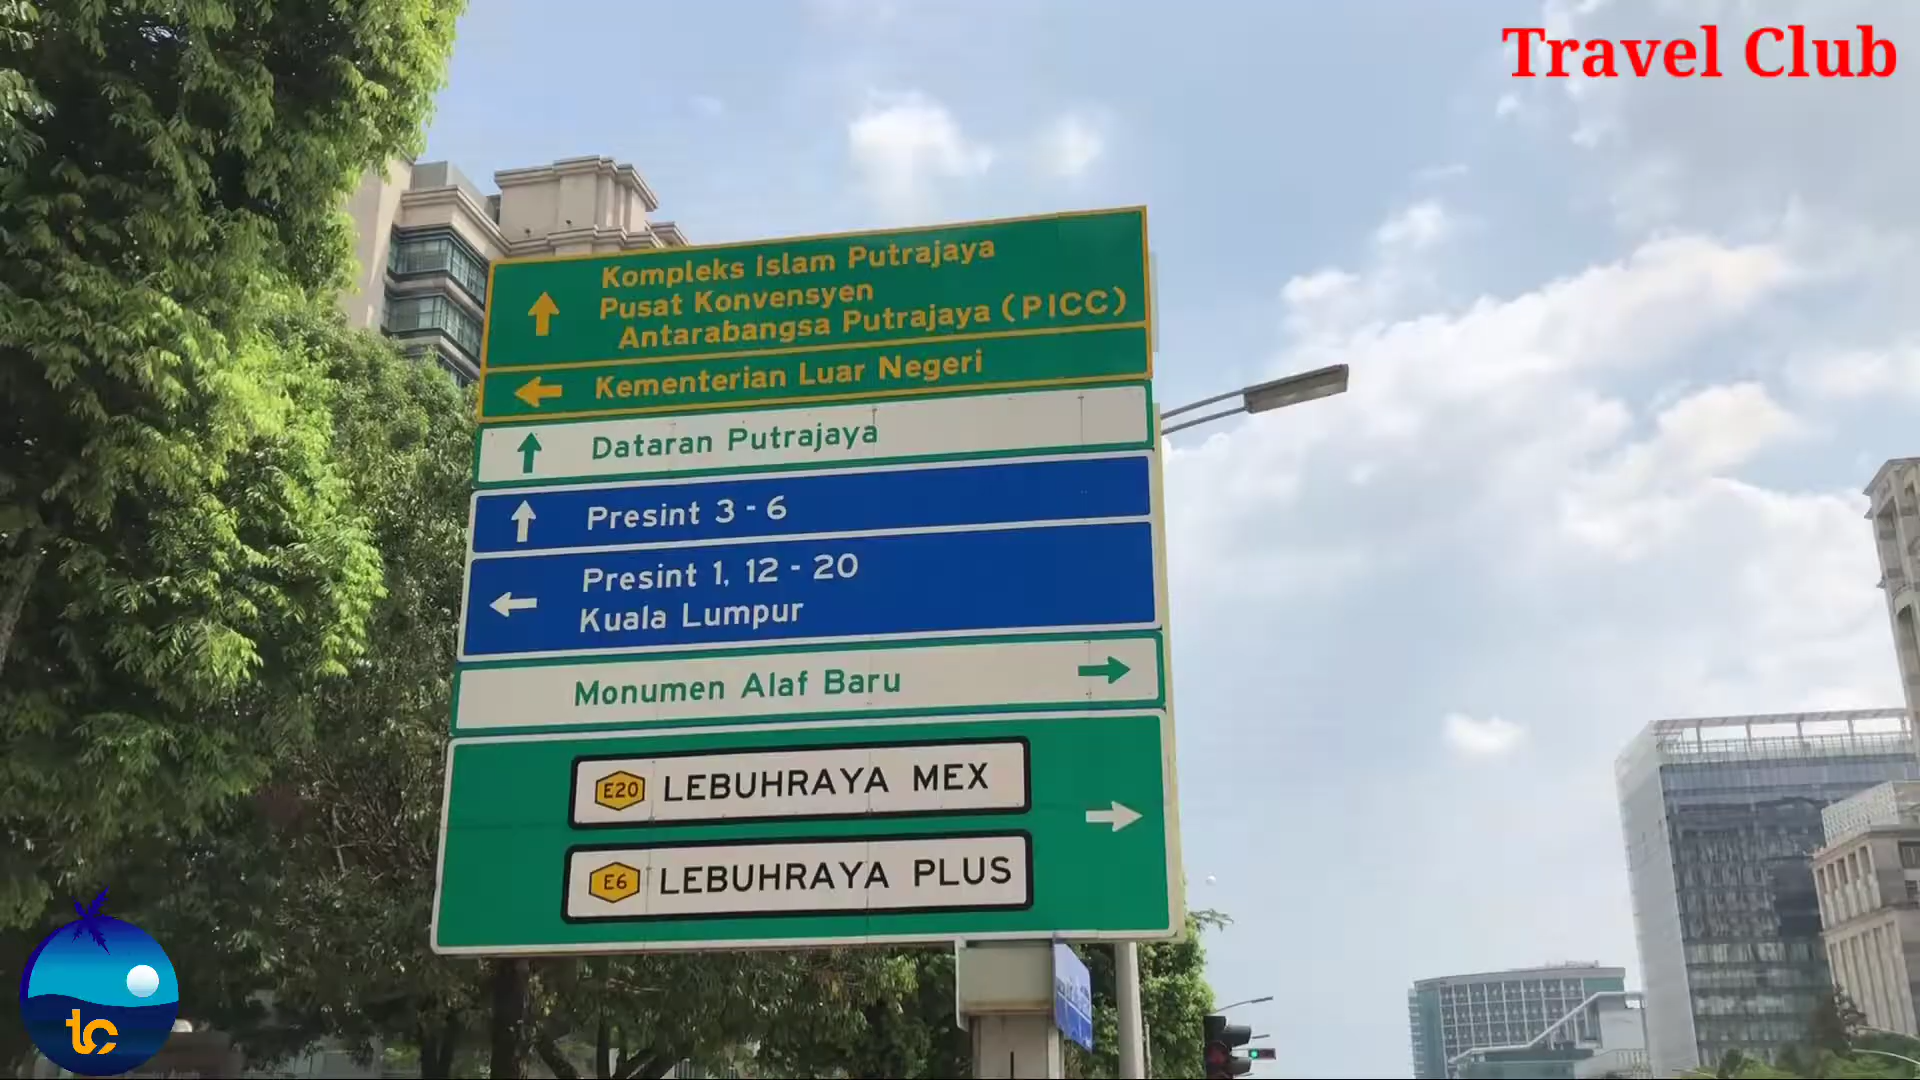 Travel Club
Kompleks Islam Putrajaya
Pusat Konvensyen
Antarabangsa Putrajaya (PICC)
Kementerian Luar Negeri
Dataran Putrajaya
Presint 3 - 6
Presint 1, 12 - 20
Kuala Lumpur
Monumen Alaf Baru
E20 LEBUHRAYA MEX
E6 LEBUHRAYA PLUS
tc